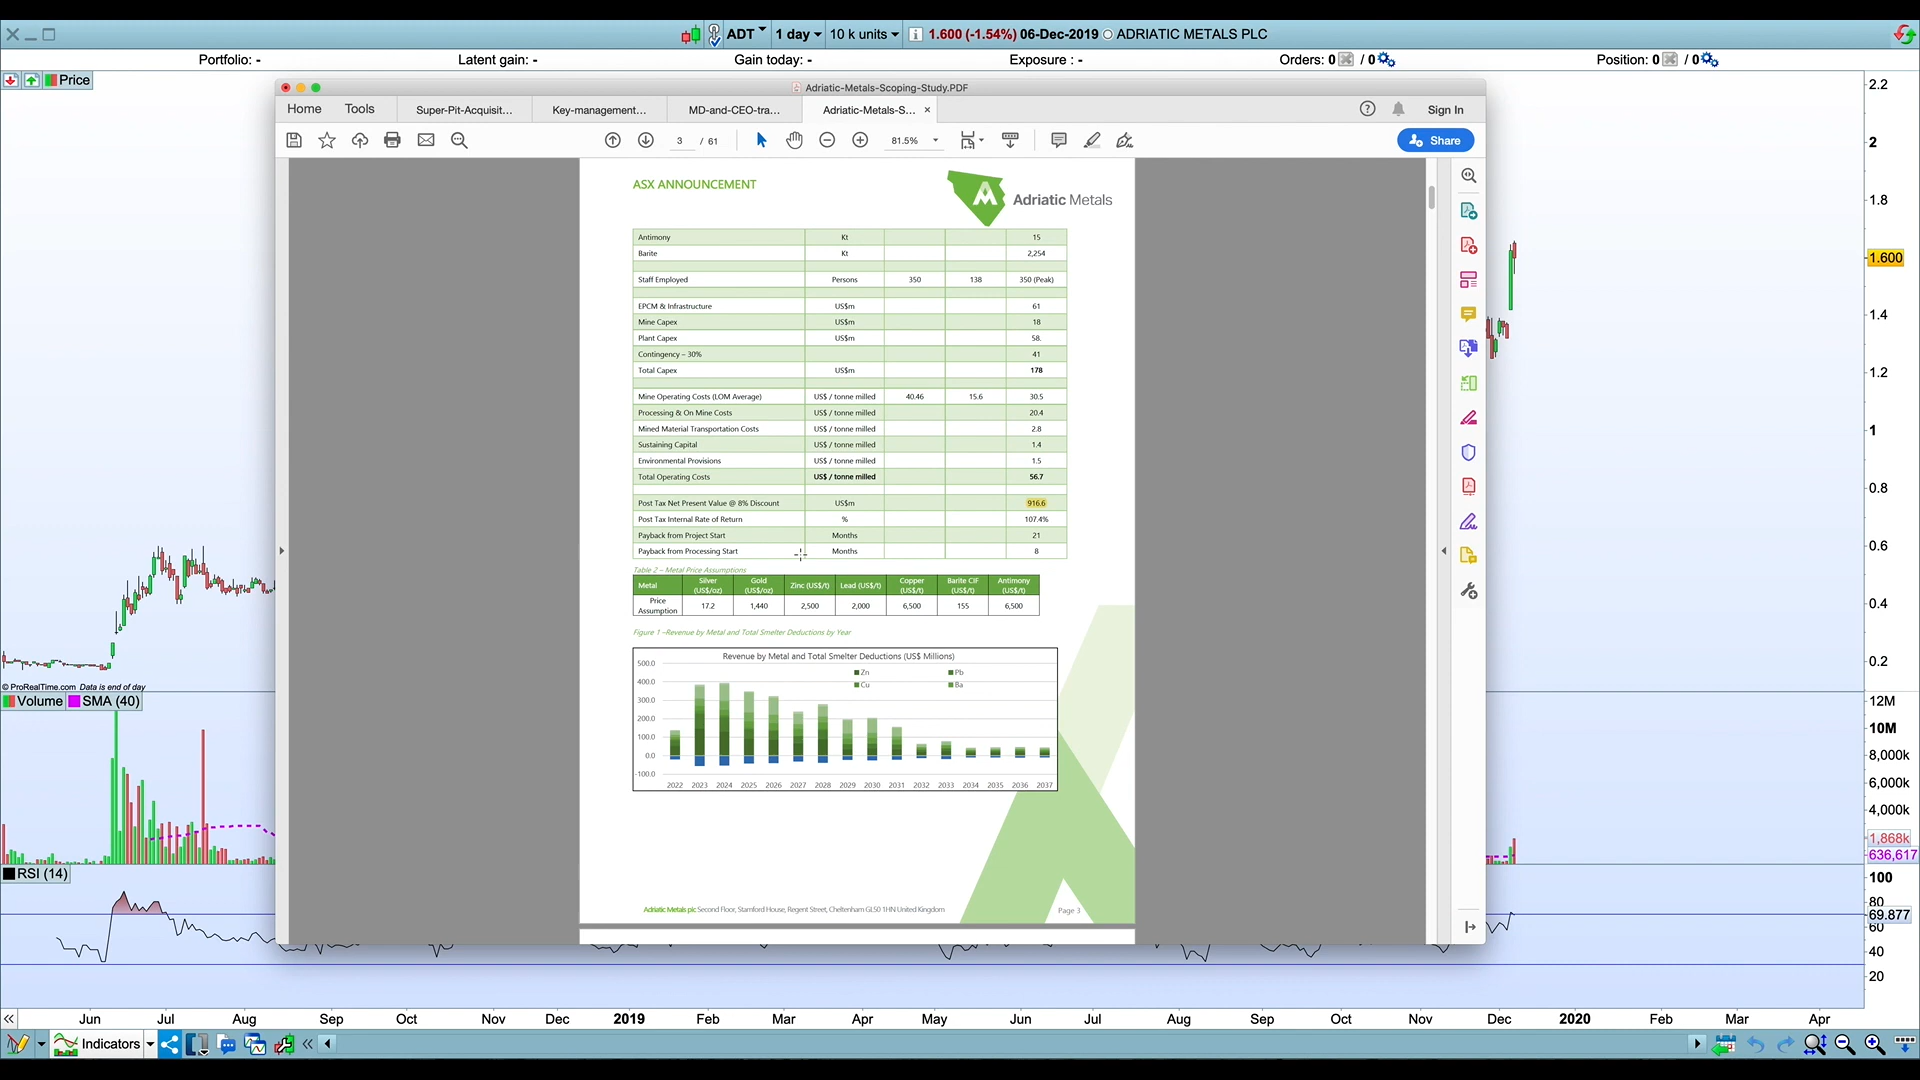 ADT 1 day 10 k units 1.600 (-1.54%) 06-Dec-2019 ADRIATIC METALS PLC
Portfolio: - Latent gain: - Gain today: - Exposure : - Orders: 0 / 0 Position: 0 / 0
Price
Adriatic-Metals-Scoping-Study.PDF
Home Tools Super-Pit-Acquisit... Key-management... MD-and-CEO-tra... Adriatic-Metals-S... × Sign In
3 / 61 81.5% Share
ASX ANNOUNCEMENT
Adriatic Metals
Antimony Kt 15
Barite Kt 2,254
Staff Employed Persons 350 138 350 (Peak)
EPCM & Infrastructure US$m 61
Mine Capex US$m 18
Plant Capex US$m 58.
Contingency – 30% 41
Total Capex US$m 178
Mine Operating Costs (LOM Average) US$ / tonne milled 40.46 15.6 30.5
Processing & On Mine Costs US$ / tonne milled 20.4
Mined Material Transportation Costs US$ / tonne milled 2.8
Sustaining Capital US$ / tonne milled 1.4
Environmental Provisions US$ / tonne milled 1.5
Total Operating Costs US$ / tonne milled 56.7
Post Tax Net Present Value @ 8% Discount US$m 916.6
Post Tax Internal Rate of Return % 107.4%
Payback from Project Start Months 21
Payback from Processing Start Months 8
Table 2 – Metal Price Assumptions
Metal Silver (US$/oz) Gold (US$/oz) Zinc (US$/t) Lead (US$/t) Copper (US$/t) Barite CIF (US$/t) Antimony (US$/t)
Price Assumption 17.2 1,440 2,500 2,000 6,500 155 6,500
Figure 1 –Revenue by Metal and Total Smelter Deductions by Year
Revenue by Metal and Total Smelter Deductions (US$ Millions)
Zn Pb
Cu Ba
500.0
400.0
300.0
200.0
100.0
0.0
-100.0
2022 2023 2024 2025 2026 2027 2028 2029 2030 2031 2032 2033 2034 2035 2036 2037
Adriatic Metals plc Second Floor, Stamford House, Regent Street, Cheltenham GL50 1HN United Kingdom
Page 3
2.2
2
1.8
1.600
1.4
1.2
1
0.8
0.6
0.4
0.2
© ProRealTime.com Data is end of day
Volume SMA (40)
12M
10M
8,000k
6,000k
4,000k
1,868k
636,617
RSI (14)
100
80
69.877
60
40
20
Jun Jul Aug Sep Oct Nov Dec 2019 Feb Mar Apr May Jun Jul Aug Sep Oct Nov Dec 2020 Feb Mar Apr
Indicators